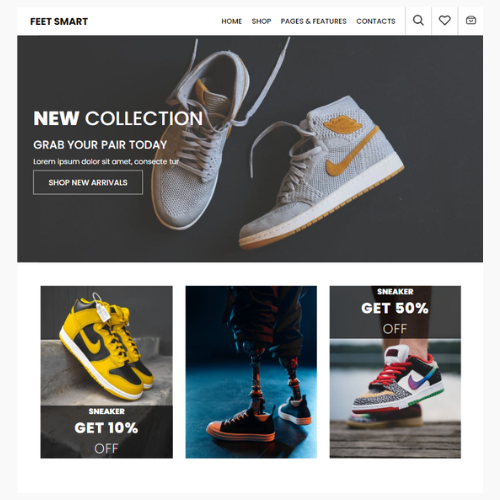 FEET SMART
HOME SHOP PAGES & FEATURES CONTACTS
NEW COLLECTION
GRAB YOUR PAIR TODAY
Lorem ipsum dolor sit amet, consecte tur
SHOP NEW ARRIVALS
SNEAKER
GET 10%
OFF
SNEAKER
GET 50%
OFF